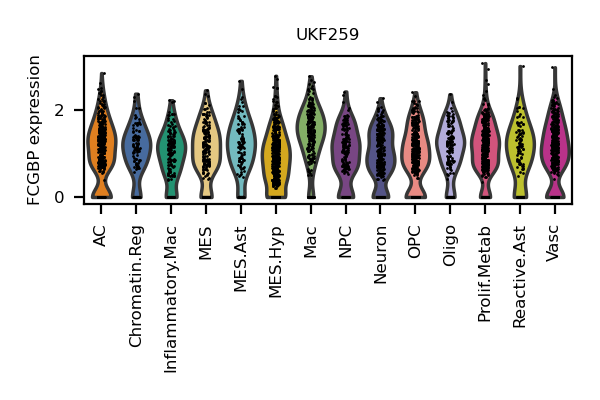 UKF259
FCGBP expression
2
0
AC
Chromatin.Reg
Inflammatory.Mac
MES
MES.Ast
MES.Hyp
Mac
NPC
Neuron
OPC
Oligo
Prolif.Metab
Reactive.Ast
Vasc